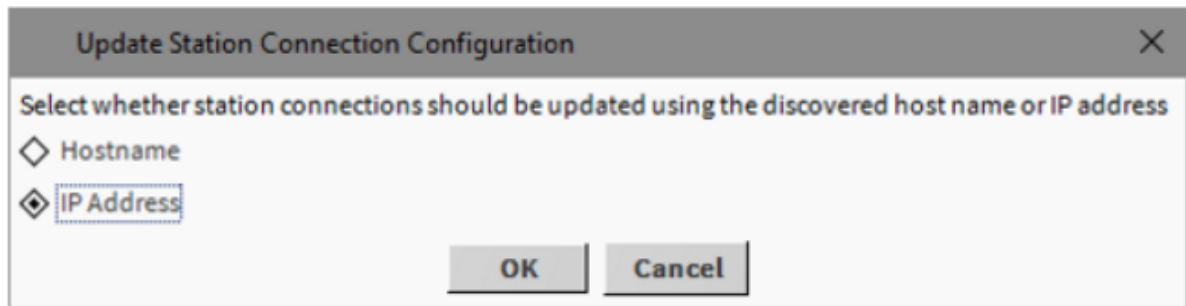 Update Station Connection Configuration
Select whether station connections should be updated using the discovered host name or IP address
Hostname
IP Address
OK Cancel